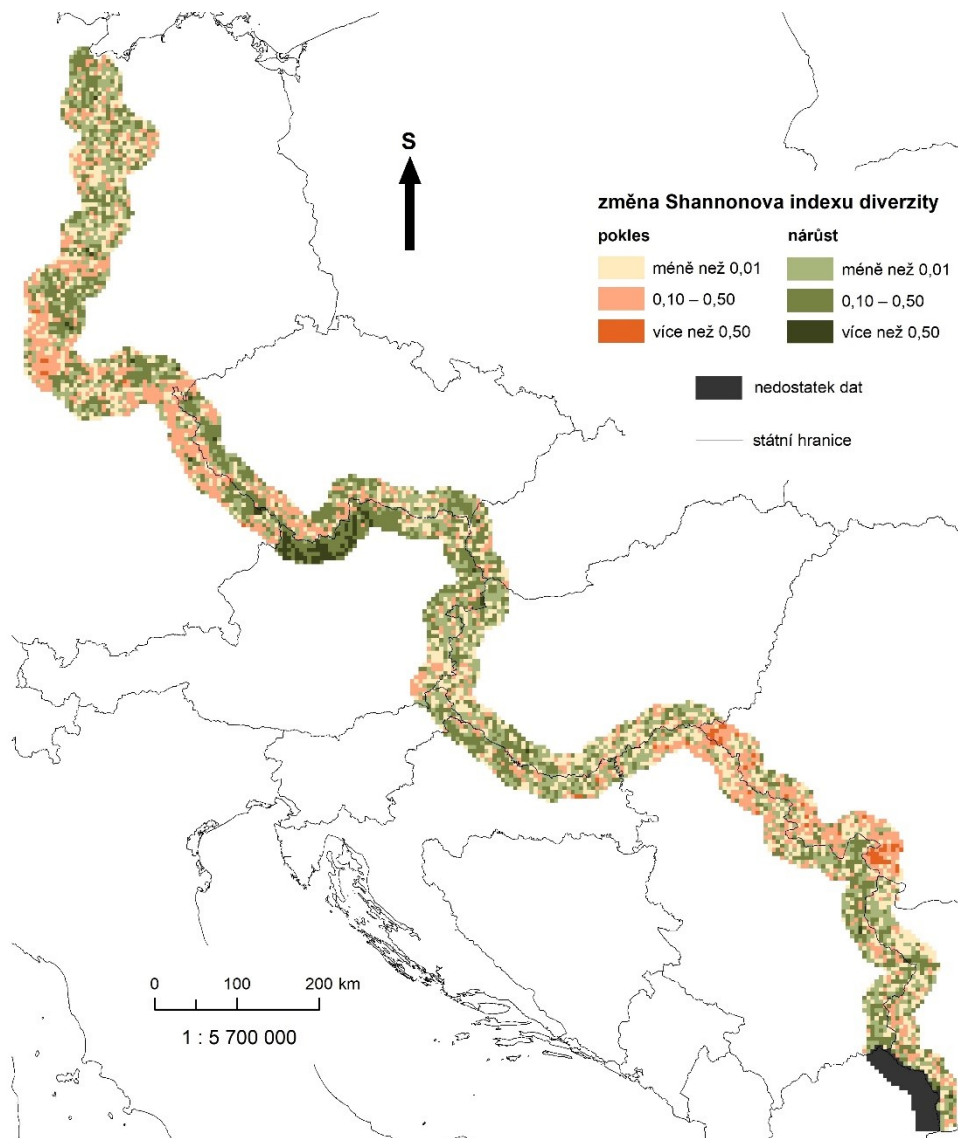 S
změna Shannonova indexu diverzity
pokles
nárůst
méně než 0,01
méně než 0,01
0,10 – 0,50
0,10 – 0,50
více než 0,50
více než 0,50
nedostatek dat
státní hranice
0 100 200 km
1 : 5 700 000